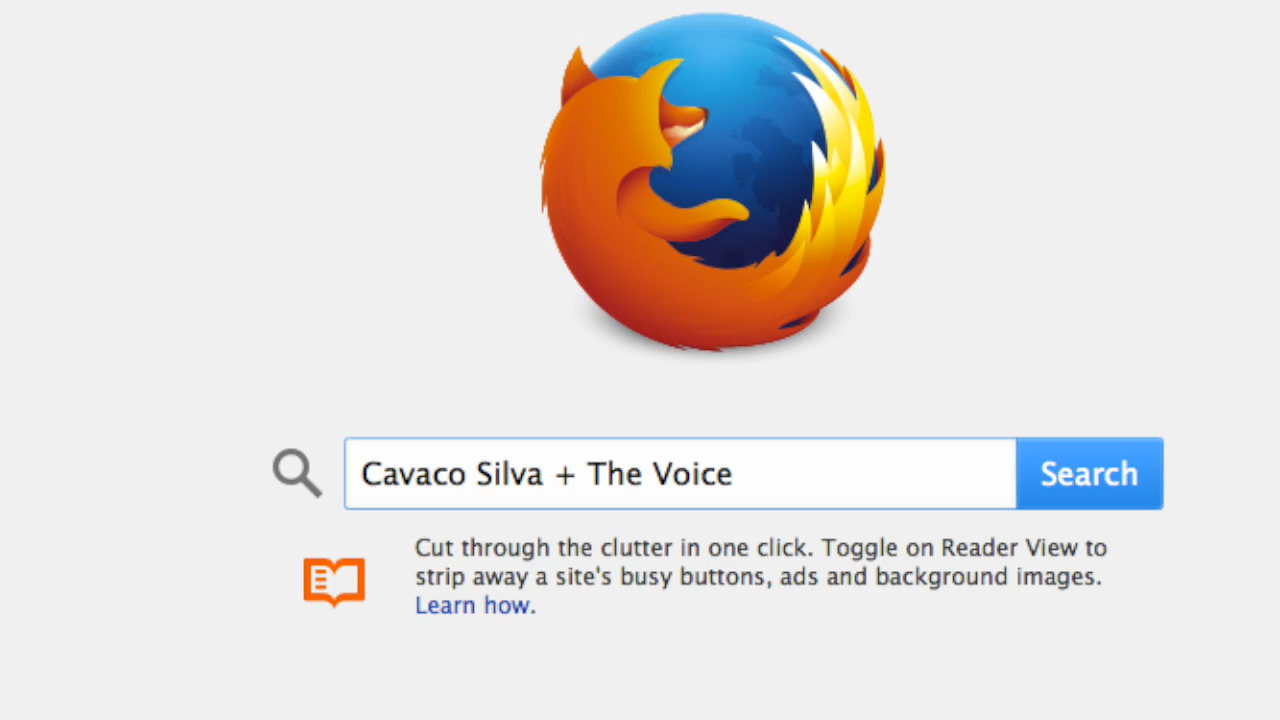 Cavaco Silva + The Voice
Search
Cut through the clutter in one click. Toggle on Reader View to
strip away a site's busy buttons, ads and background images.
Learn how.